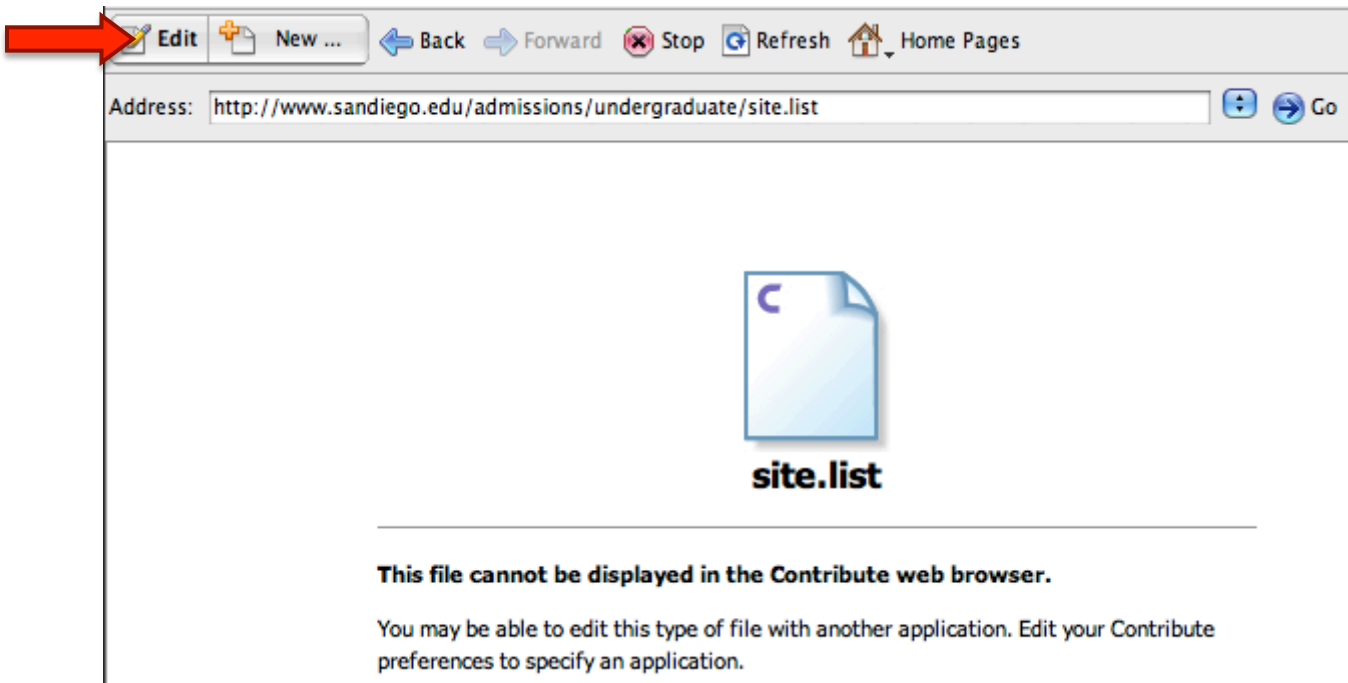 Edit New ... Back Forward Stop Refresh Home Pages
Address: http://www.sandiego.edu/admissions/undergraduate/site.list Go
C
site.list
This file cannot be displayed in the Contribute web browser.
You may be able to edit this type of file with another application. Edit your Contribute
preferences to specify an application.